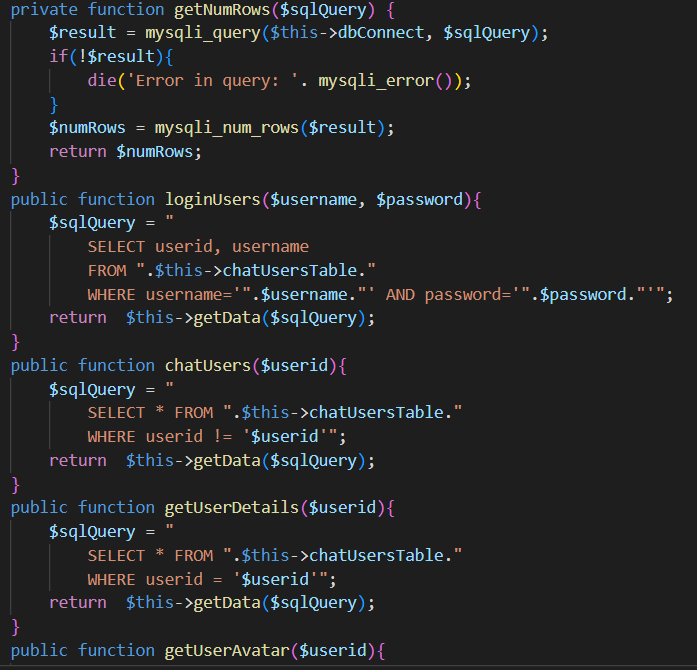 private function getNumRows($sqlQuery) {
$result = mysqli_query($this->dbConnect, $sqlQuery);
if(!$result){
die('Error in query: '. mysqli_error());
}
$numRows = mysqli_num_rows($result);
return $numRows;
}
public function loginUsers($username, $password){
$sqlQuery = "
SELECT userid, username
FROM ".$this->chatUsersTable."
WHERE username='".$username."' AND password='".$password."'";
return  $this->getData($sqlQuery);
}
public function chatUsers($userid){
$sqlQuery = "
SELECT * FROM ".$this->chatUsersTable."
WHERE userid != '$userid'";
return  $this->getData($sqlQuery);
}
public function getUserDetails($userid){
$sqlQuery = "
SELECT * FROM ".$this->chatUsersTable."
WHERE userid = '$userid'";
return  $this->getData($sqlQuery);
}
public function getUserAvatar($userid){